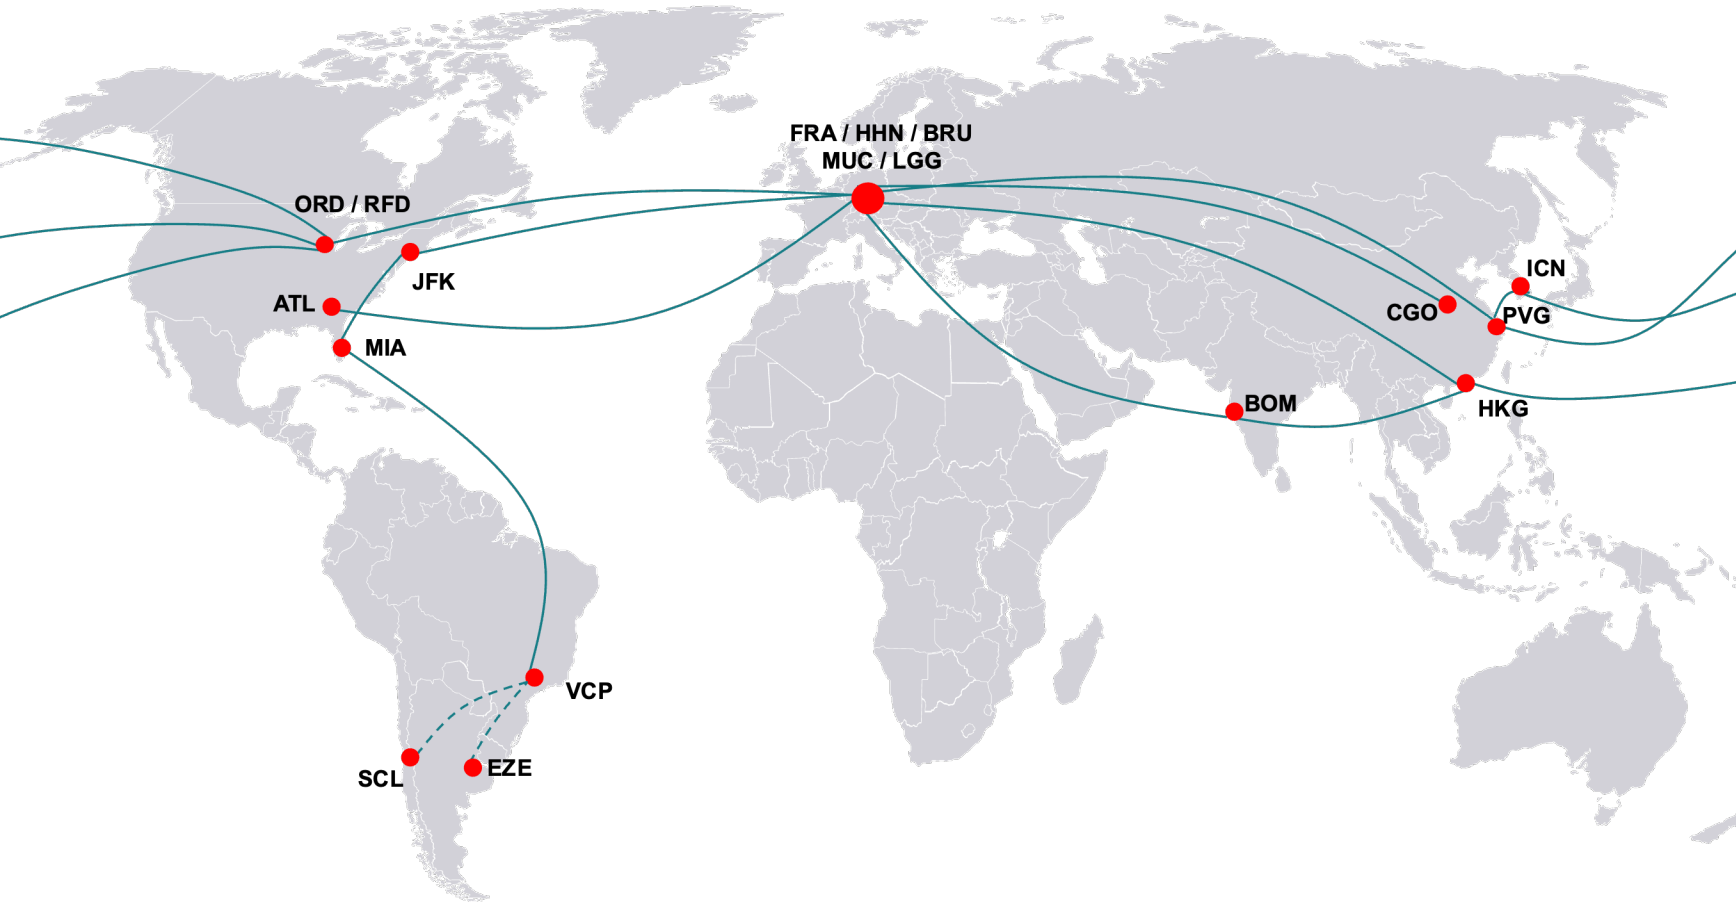 FRA / HHN / BRU
MUC / LGG
ORD / RFD
JFK
ICN
ATL
CGO
PVG
MIA
BOM
HKG
VCP
SCL
EZE